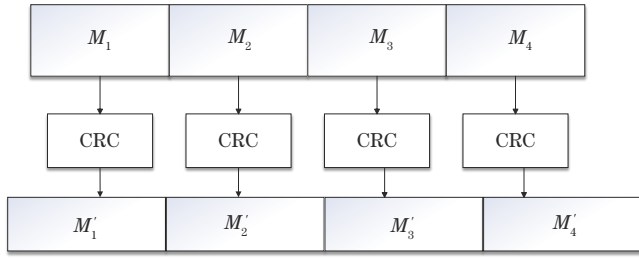 M₁ M₂ M₃ M₄
CRC CRC CRC CRC
M₁′ M₂′ M₃′ M₄′